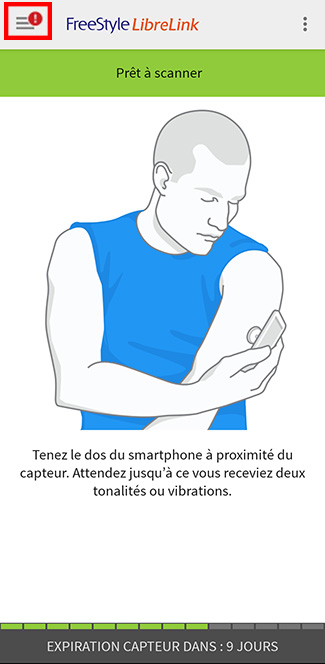 FreeStyle LibreLink
Prêt à scanner
Tenez le dos du smartphone à proximité du
capteur. Attendez jusqu'à ce vous receviez deux
tonalités ou vibrations.
EXPIRATION CAPTEUR DANS : 9 JOURS